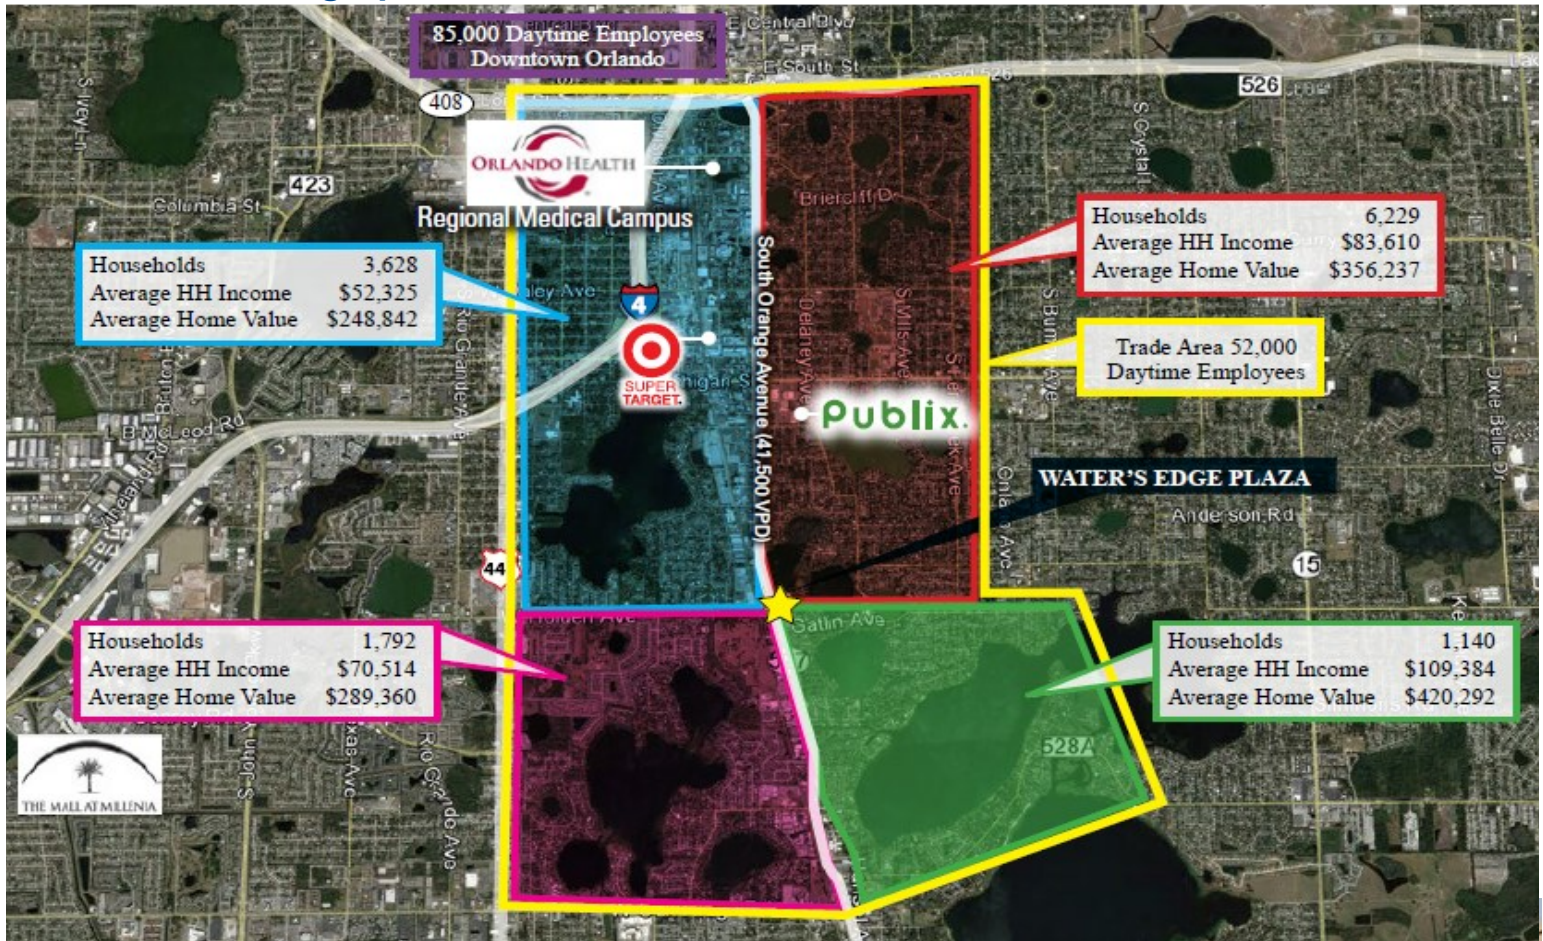 85,000 Daytime Employees
Downtown Orlando
E Central Blvd
E South St
408
526
423
Columbia St
ORLANDO HEALTH
Regional Medical Campus
Briercliff D
Households 6,229
Average HH Income $83,610
Average Home Value $356,237
Households 3,628
Average HH Income $52,325
Average Home Value $248,842
4
SUPER
TARGET.
South Orange Avenue (41,500 VPD)
Delaney Ave
Publix.
Trade Area 52,000
Daytime Employees
WATER'S EDGE PLAZA
Anderson Rd
15
Dixie Belle Dr
Rio Grande Ave
44
Gatlin Ave
Households 1,792
Average HH Income $70,514
Average Home Value $289,360
Households 1,140
Average HH Income $109,384
Average Home Value $420,292
528A
THE MALL AT MILLENIA